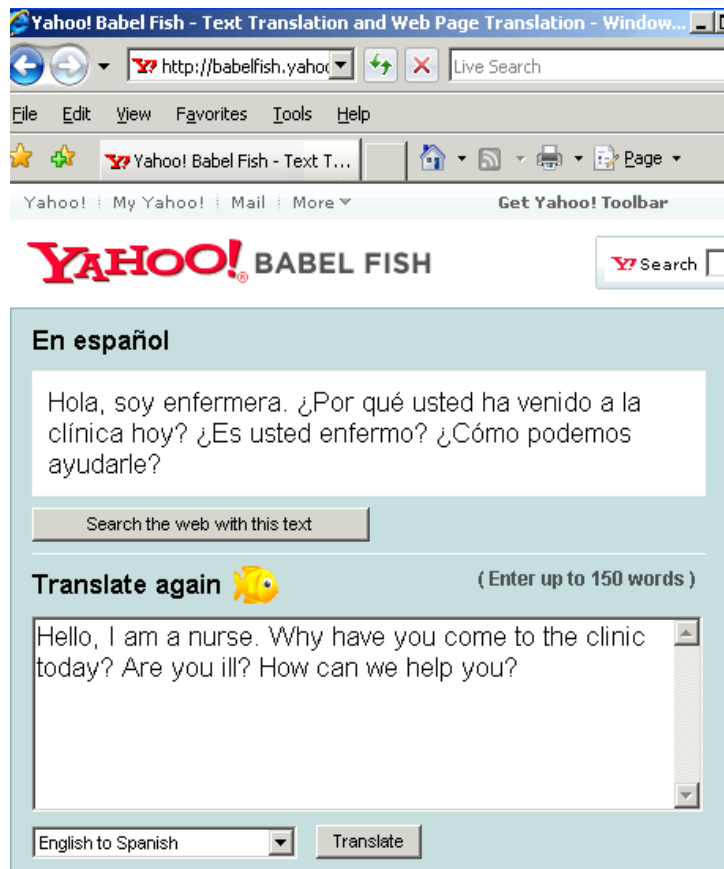 Yahoo! Babel Fish - Text Translation and Web Page Translation - Window...
http://babelfish.yahoo Live Search
File Edit View Favorites Tools Help
Yahoo! Babel Fish - Text T... Page
Yahoo! My Yahoo! Mail More Get Yahoo! Toolbar
YAHOO! BABEL FISH Y! Search
En español
Hola, soy enfermera. ¿Por qué usted ha venido a la
clínica hoy? ¿Es usted enfermo? ¿Cómo podemos
ayudarle?
Search the web with this text
Translate again ( Enter up to 150 words )
Hello, I am a nurse. Why have you come to the clinic
today? Are you ill? How can we help you?
English to Spanish Translate